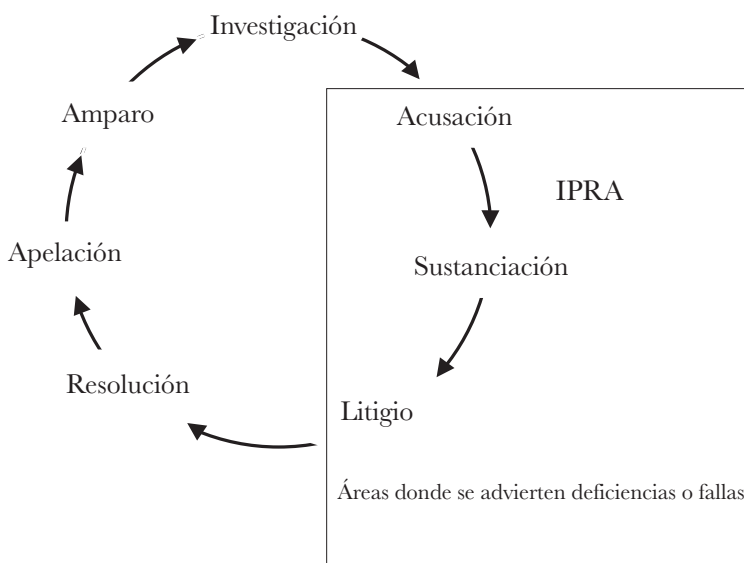 Investigación
Acusación
IPRA
Sustanciación
Litigio
Áreas donde se advierten deficiencias o fallas
Resolución
Apelación
Amparo